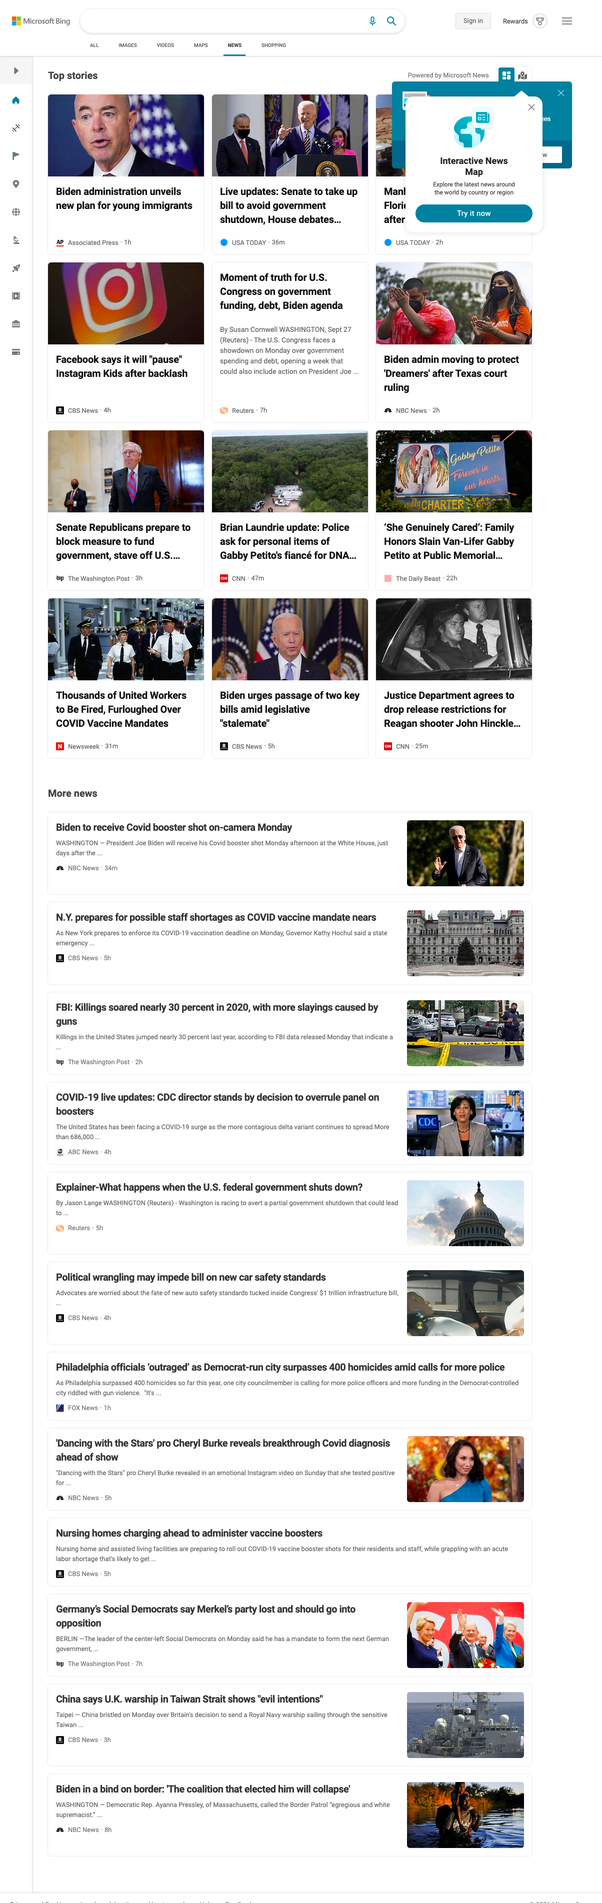 Microsoft Bing
Sign in
Rewards
ALL
IMAGES
VIDEOS
MAPS
NEWS
SHOPPING
Top stories
Powered by Microsoft News
Interactive News
Map
Explore the latest news around
the world by country or region
Try it now
Biden administration unveils
new plan for young immigrants
AP Associated Press · 1h
Live updates: Senate to take up
bill to avoid government
shutdown, House debates...
USA TODAY · 36m
after
USA TODAY · 2h
Facebook says it will "pause"
Instagram Kids after backlash
CBS News · 4h
Moment of truth for U.S.
Congress on government
funding, debt, Biden agenda
By Susan Cornwell WASHINGTON, Sept 27
(Reuters) - The U.S. Congress faces a
showdown on Monday over government
spending and debt, opening a week that
could also include action on President Joe ...
Reuters · 7h
Biden admin moving to protect
'Dreamers' after Texas court
ruling
NBC News · 2h
Senate Republicans prepare to
block measure to fund
government, stave off U.S....
wp The Washington Post · 3h
Brian Laundrie update: Police
ask for personal items of
Gabby Petito's fiancé for DNA...
CNN CNN · 47m
Gabby Petito
Forever in
our hearts
CHARTER
'She Genuinely Cared': Family
Honors Slain Van-Lifer Gabby
Petito at Public Memorial...
The Daily Beast · 22h
Thousands of United Workers
to Be Fired, Furloughed Over
COVID Vaccine Mandates
N Newsweek · 31m
Biden urges passage of two key
bills amid legislative
"stalemate"
CBS News · 5h
Justice Department agrees to
drop release restrictions for
Reagan shooter John Hinckle...
CNN CNN · 25m
More news
Biden to receive Covid booster shot on-camera Monday
WASHINGTON — President Joe Biden will receive his Covid booster shot Monday afternoon at the White House, just
days after the ...
NBC News · 34m
N.Y. prepares for possible staff shortages as COVID vaccine mandate nears
As New York prepares to enforce its COVID-19 vaccination deadline on Monday, Governor Kathy Hochul said a state
emergency ...
CBS News · 5h
FBI: Killings soared nearly 30 percent in 2020, with more slayings caused by
guns
Killings in the United States jumped nearly 30 percent last year, according to FBI data released Monday that indicate a
...
wp The Washington Post · 2h
COVID-19 live updates: CDC director stands by decision to overrule panel on
boosters
The United States has been facing a COVID-19 surge as the more contagious delta variant continues to spread.More
than 686,000 ...
ABC News · 4h
CDC
Explainer-What happens when the U.S. federal government shuts down?
By Jason Lange WASHINGTON (Reuters) - Washington is racing to avert a partial government shutdown that could lead
to ...
Reuters · 5h
Political wrangling may impede bill on new car safety standards
Advocates are worried about the fate of new auto safety standards tucked inside Congress' $1 trillion infrastructure bill,
...
CBS News · 4h
Philadelphia officials 'outraged' as Democrat-run city surpasses 400 homicides amid calls for more police
As Philadelphia surpassed 400 homicides so far this year, one city councilmember is calling for more police officers and more funding in the Democrat-controlled
city riddled with gun violence. "It's ...
FOX News · 1h
'Dancing with the Stars' pro Cheryl Burke reveals breakthrough Covid diagnosis
ahead of show
"Dancing with the Stars" pro Cheryl Burke revealed in an emotional Instagram video on Sunday that she tested positive
for ...
NBC News · 5h
Nursing homes charging ahead to administer vaccine boosters
Nursing home and assisted living facilities are preparing to roll out COVID-19 vaccine booster shots for their residents and staff, while grappling with an acute
labor shortage that's likely to get ...
CBS News · 5h
Germany's Social Democrats say Merkel's party lost and should go into
opposition
BERLIN —The leader of the center-left Social Democrats on Monday said he has a mandate to form the next German
government, ...
wp The Washington Post · 7h
China says U.K. warship in Taiwan Strait shows "evil intentions"
Taipei — China bristled on Monday over Britain's decision to send a Royal Navy warship sailing through the sensitive
Taiwan ...
CBS News · 3h
Biden in a bind on border: 'The coalition that elected him will collapse'
WASHINGTON — Democratic Rep. Ayanna Pressley, of Massachusetts, called the Border Patrol "egregious and white
supremacist." ...
NBC News · 8h